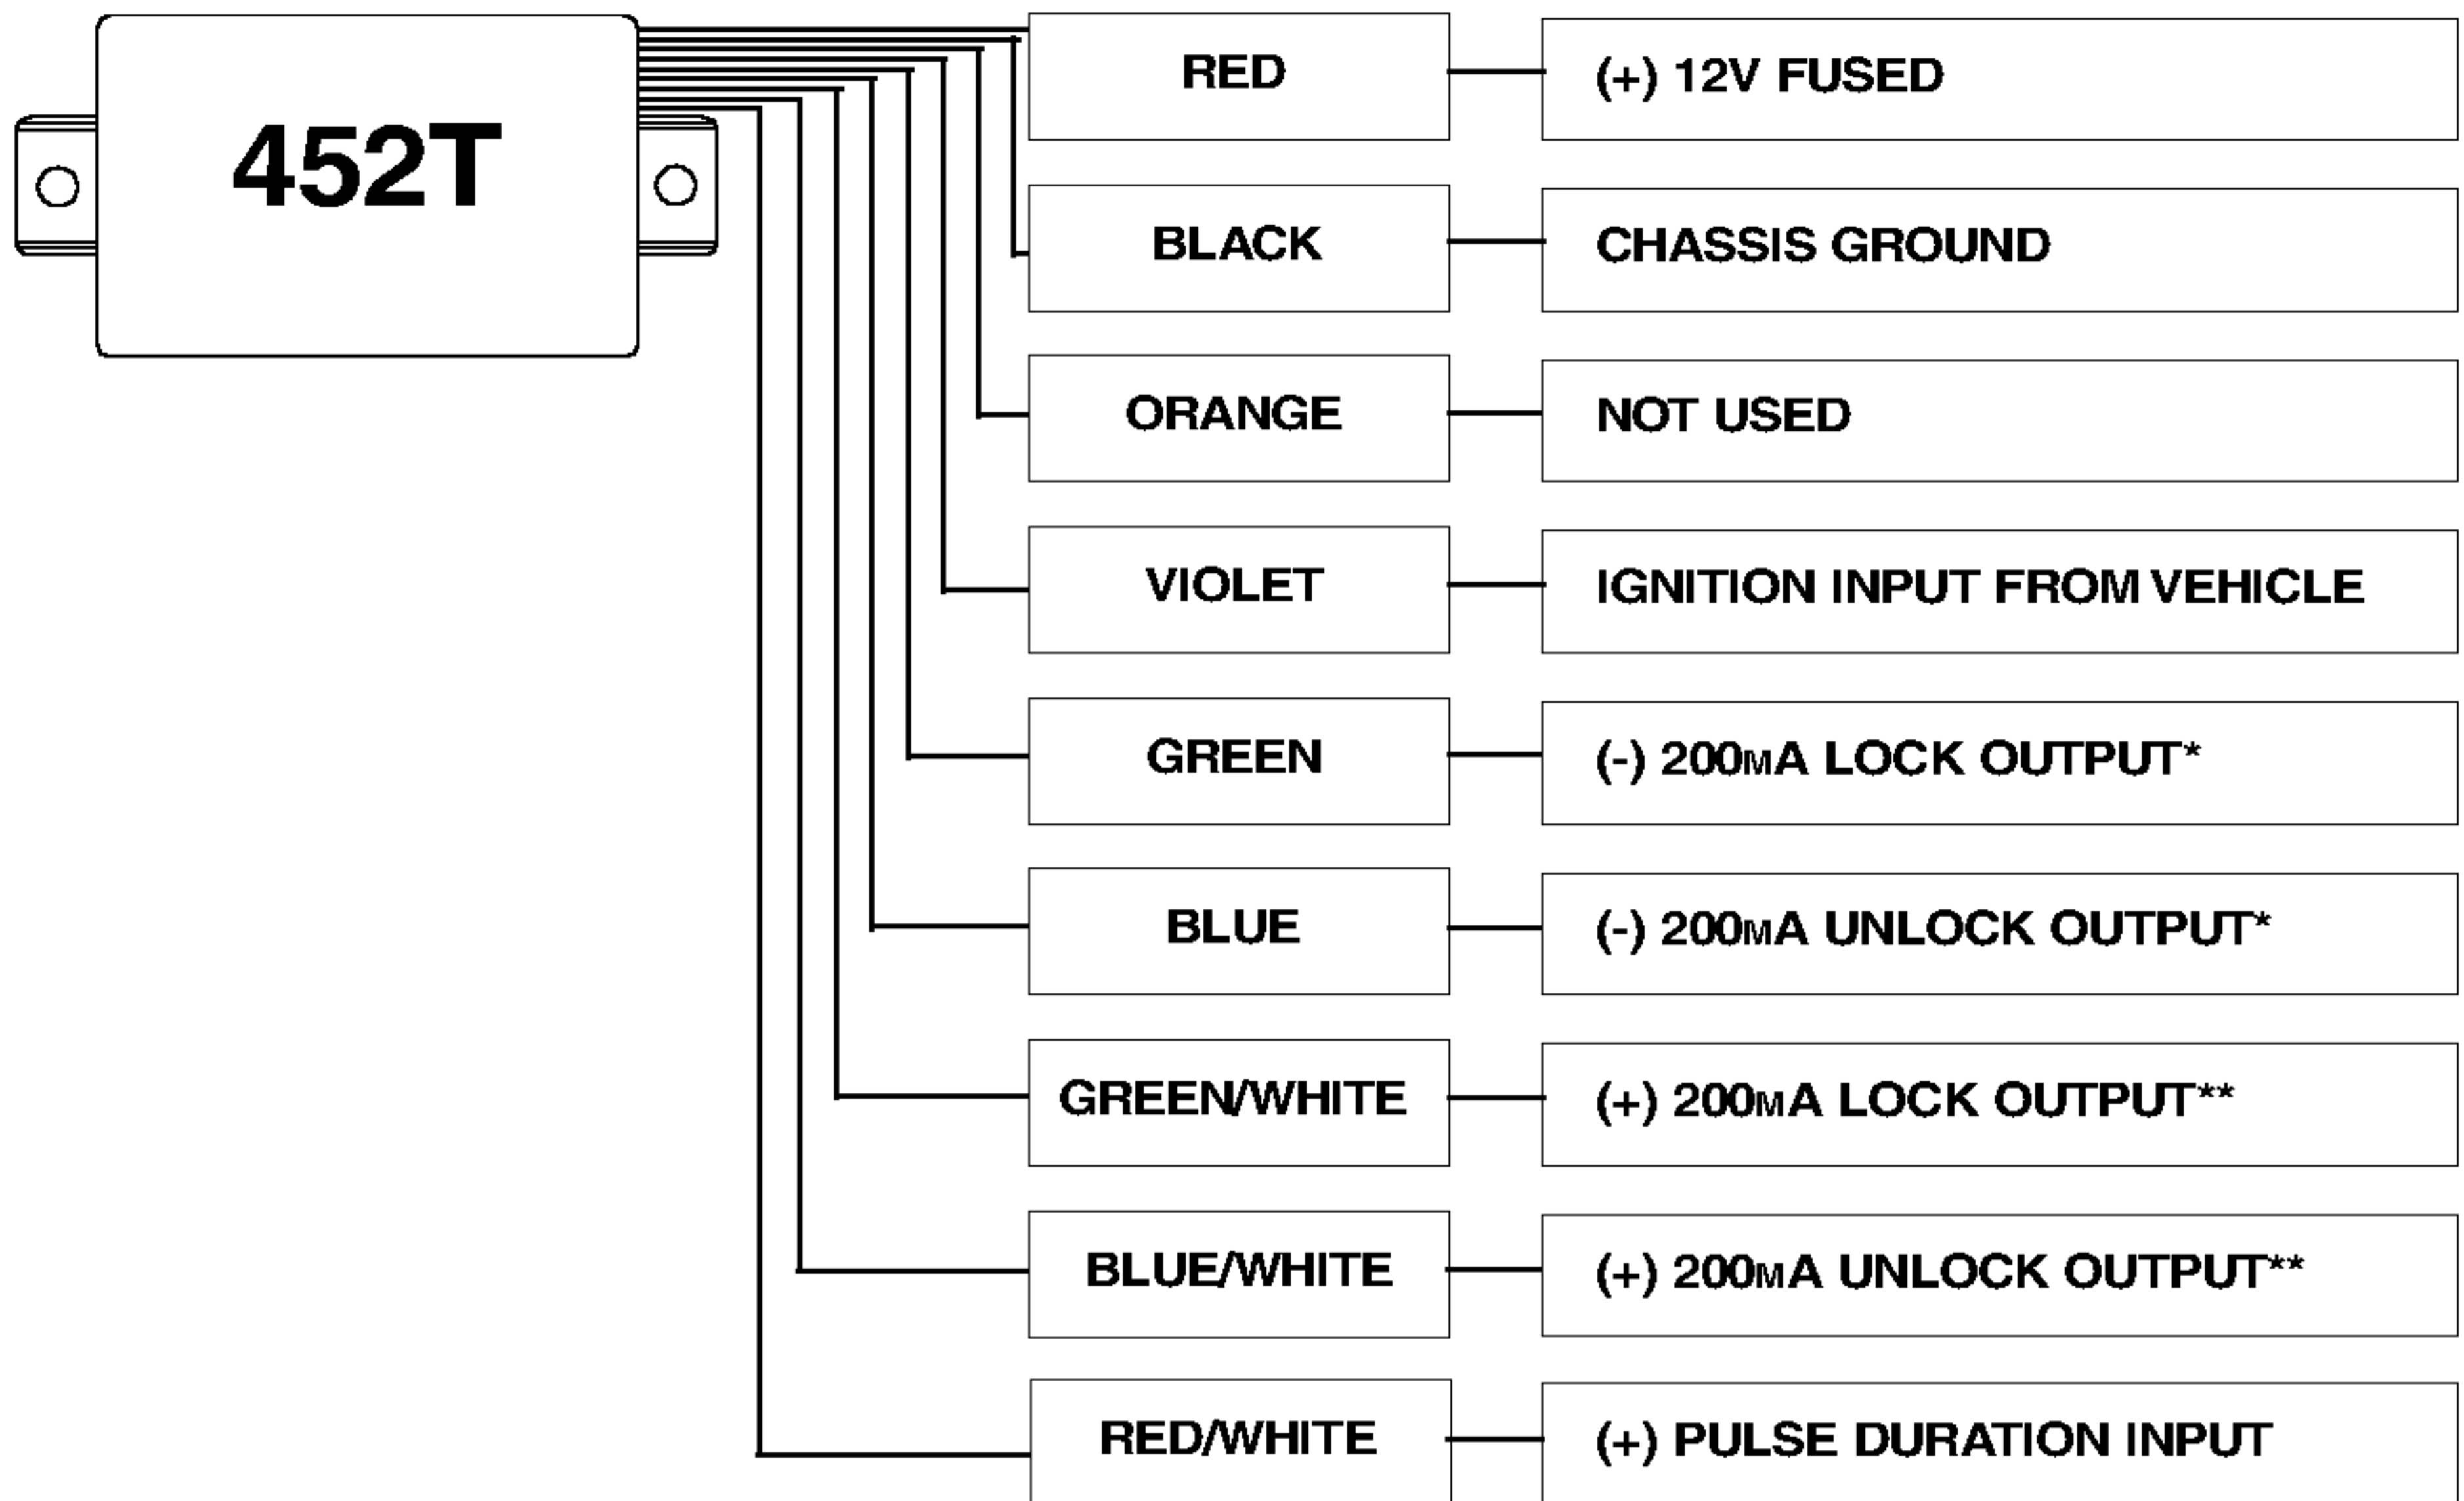 452T
RED
(+) 12V FUSED
BLACK
CHASSIS GROUND
ORANGE
NOT USED
VIOLET
IGNITION INPUT FROM VEHICLE
GREEN
(-) 200MA LOCK OUTPUT*
BLUE
(-) 200MA UNLOCK OUTPUT*
GREEN/WHITE
(+) 200MA LOCK OUTPUT**
BLUE/WHITE
(+) 200MA UNLOCK OUTPUT**
RED/WHITE
(+) PULSE DURATION INPUT